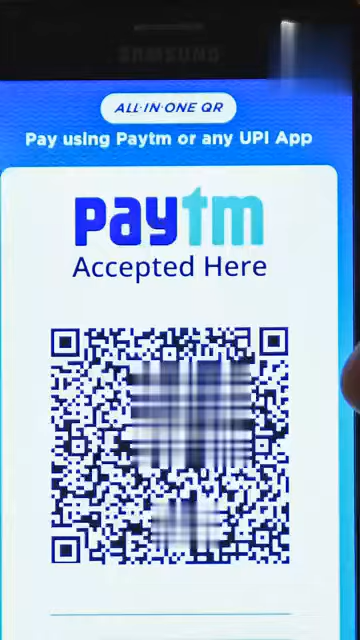 SAMSUNG
ALL-IN-ONE QR
Pay using Paytm or any UPI App
paytm
Accepted Here